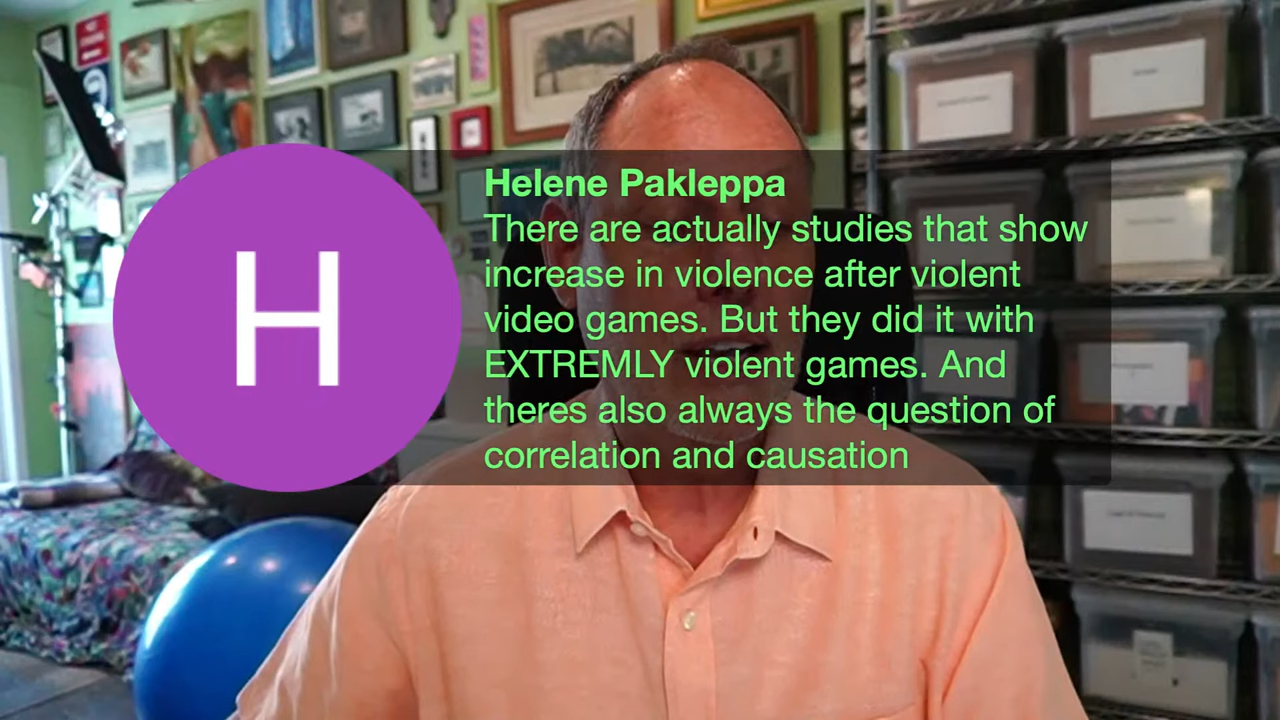 H
Helene Pakleppa
There are actually studies that show
increase in violence after violent
video games. But they did it with
EXTREMLY violent games. And
theres also always the question of
correlation and causation